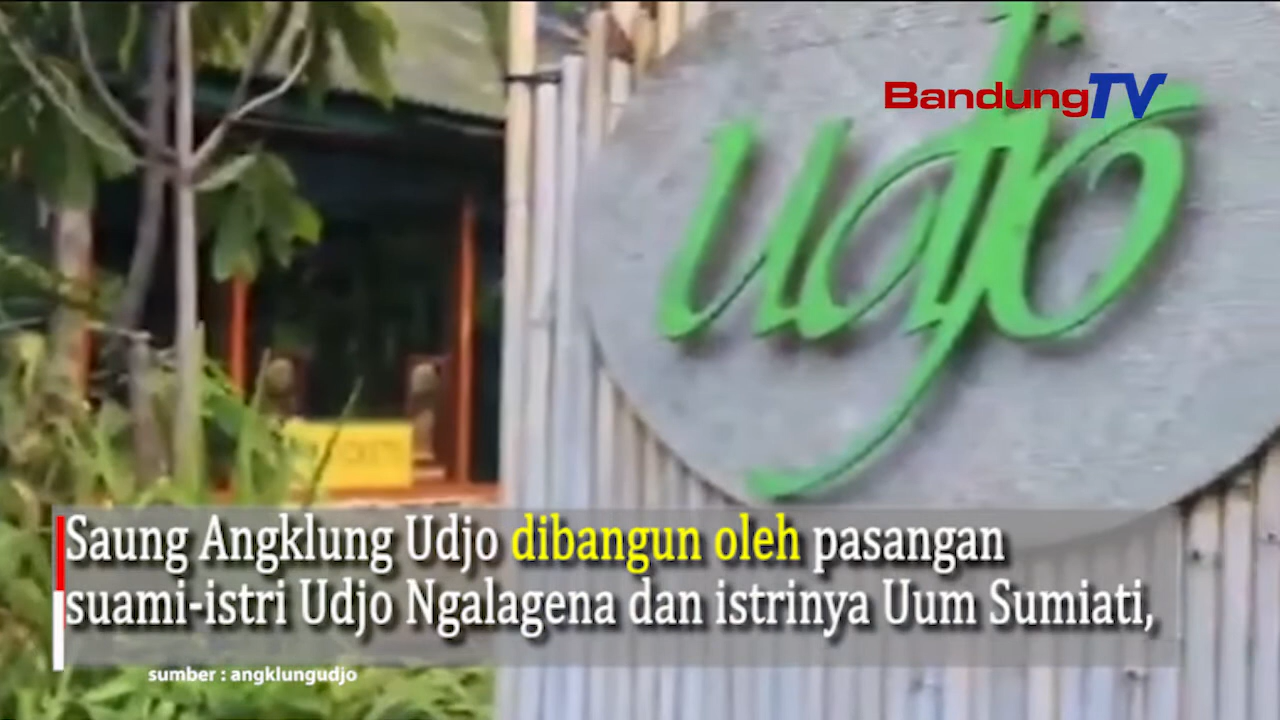 BandungTV
udjo
Saung Angklung Udjo dibangun oleh pasangan
suami-istri Udjo Ngalagena dan istrinya Uum Sumiati,
sumber : angklungudjo